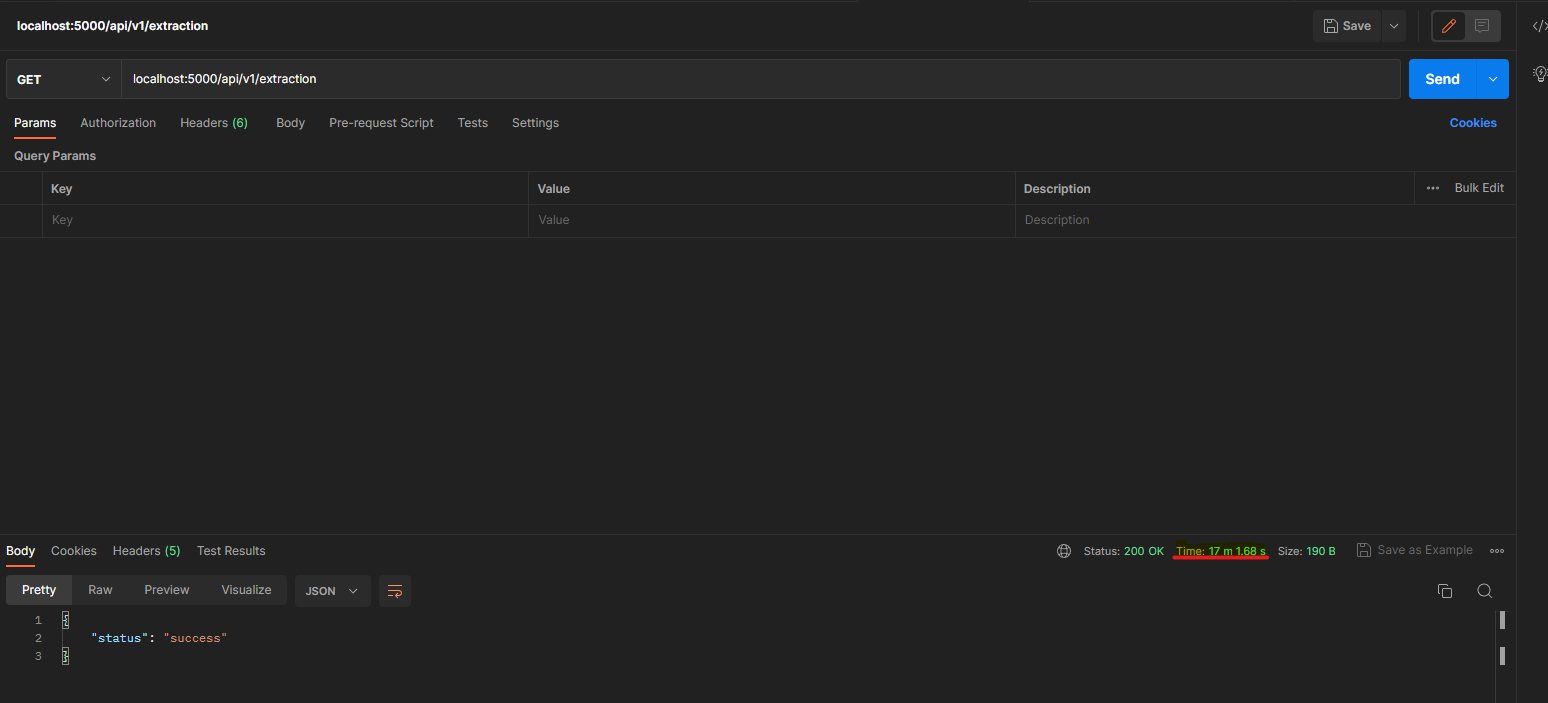 localhost:5000/api/v1/extraction
Save
GET
localhost:5000/api/v1/extraction
Send
Params Authorization Headers (6) Body Pre-request Script Tests Settings Cookies
Query Params
Key Value Description ••• Bulk Edit
Key Value Description
Body Cookies Headers (5) Test Results Status: 200 OK Time: 17 m 1.68 s Size: 190 B Save as Example
Pretty Raw Preview Visualize JSON
1 {
2 "status": "success"
3 }